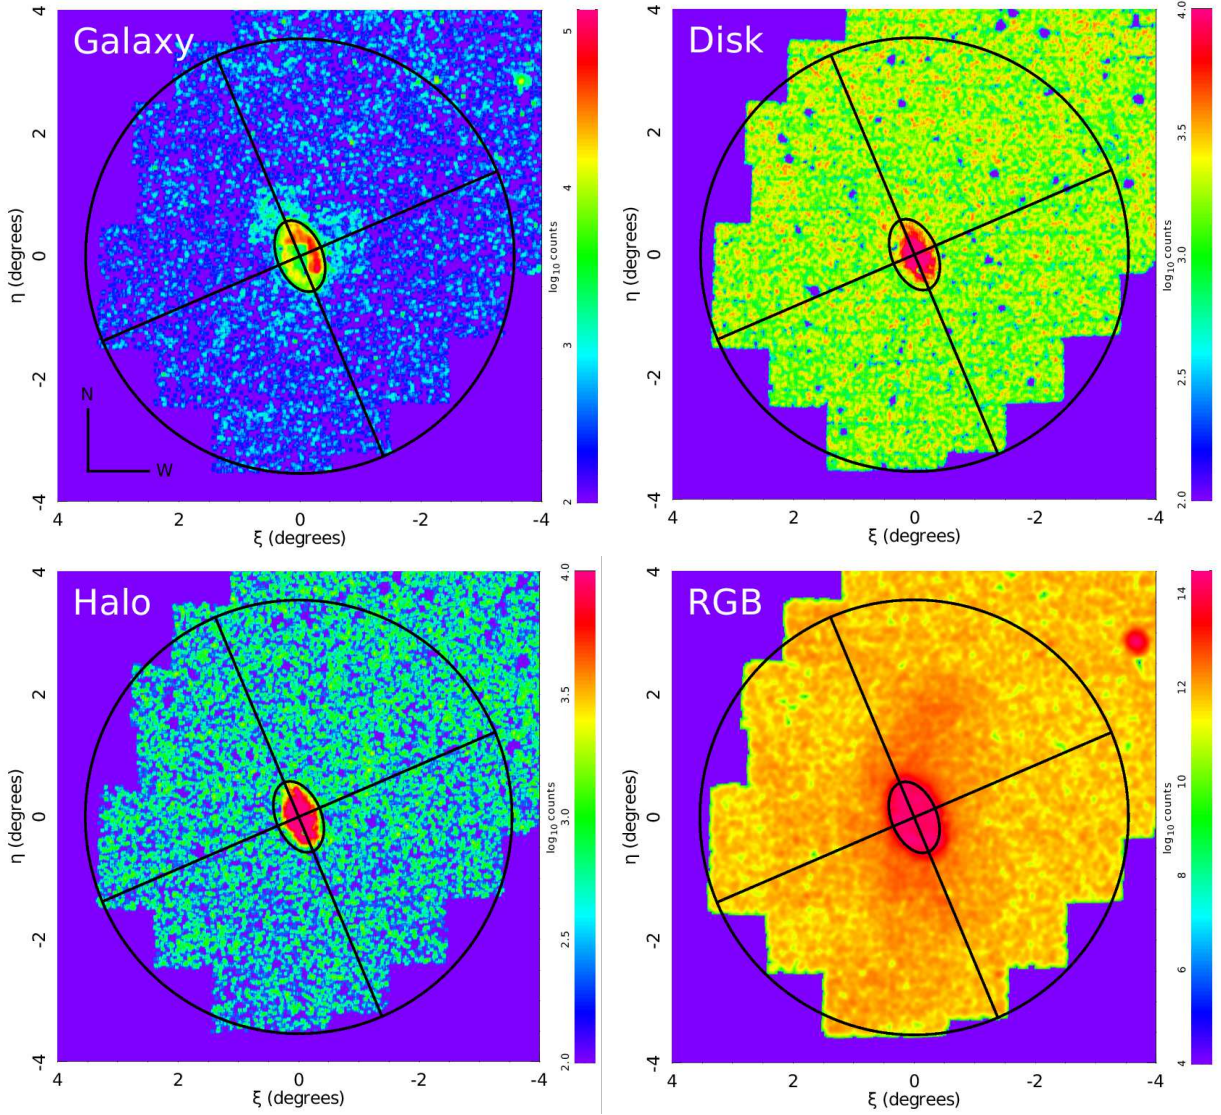 Galaxy
4
2
0
-2
-4
η (degrees)
4 2 0 -2 -4
ξ (degrees)
N
W
5
4
3
2
log10 counts
Disk
4
2
0
-2
-4
η (degrees)
4 2 0 -2 -4
ξ (degrees)
4.0
3.5
3.0
2.5
2.0
log10 counts
Halo
4
2
0
-2
-4
η (degrees)
4 2 0 -2 -4
ξ (degrees)
4.0
3.5
3.0
2.5
2.0
log10 counts
RGB
4
2
0
-2
-4
η (degrees)
4 2 0 -2 -4
ξ (degrees)
14
12
10
8
6
4
log10 counts